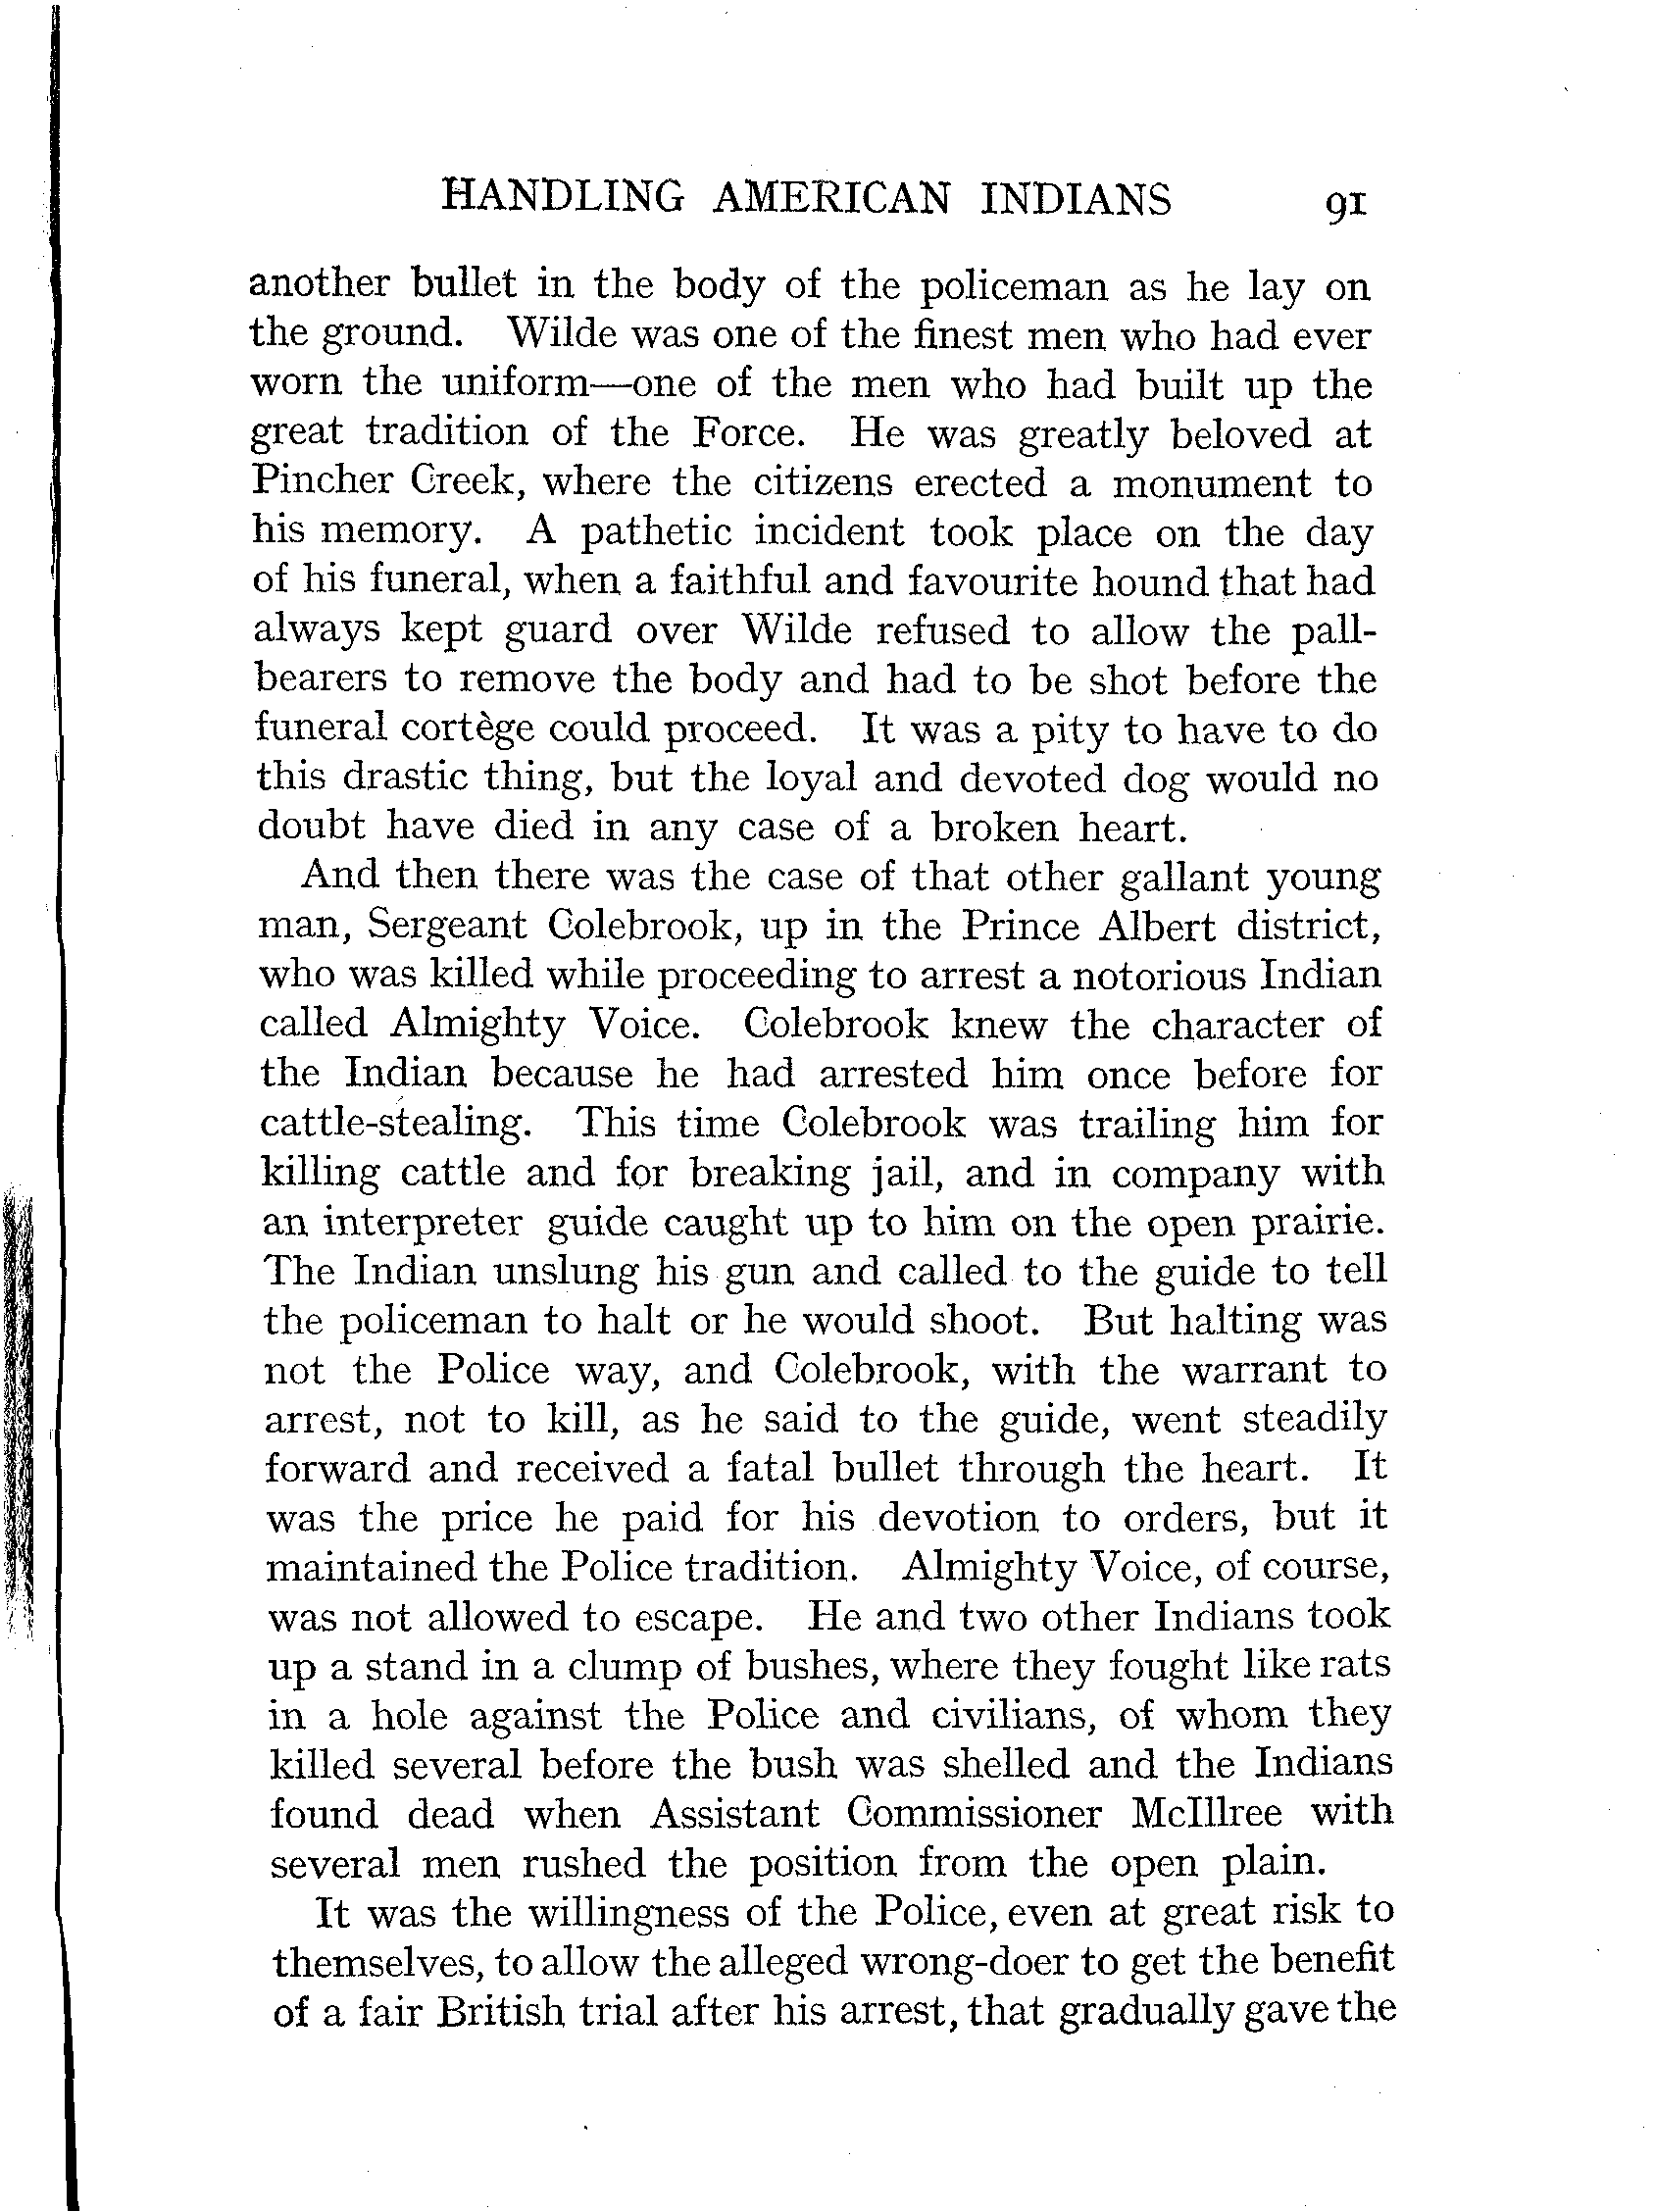 HANDLING AMERICAN INDIANS 91
another bullet in the body of the policeman as he lay on
the ground. Wilde was one of the finest men who had ever
worn the uniform—one of the men who had built up the
great tradition of the Force. He was greatly beloved at
Pincher Creek, where the citizens erected a monument to
his memory. A pathetic incident took place on the day
of his funeral, when a faithful and favourite hound that had
always kept guard over Wilde refused to allow the pall-
bearers to remove the body and had to be shot before the
funeral cortège could proceed. It was a pity to have to do
this drastic thing, but the loyal and devoted dog would no
doubt have died in any case of a broken heart.
And then there was the case of that other gallant young
man, Sergeant Colebrook, up in the Prince Albert district,
who was killed while proceeding to arrest a notorious Indian
called Almighty Voice. Colebrook knew the character of
the Indian because he had arrested him once before for
cattle-stealing. This time Colebrook was trailing him for
killing cattle and for breaking jail, and in company with
an interpreter guide caught up to him on the open prairie.
The Indian unslung his gun and called to the guide to tell
the policeman to halt or he would shoot. But halting was
not the Police way, and Colebrook, with the warrant to
arrest, not to kill, as he said to the guide, went steadily
forward and received a fatal bullet through the heart. It
was the price he paid for his devotion to orders, but it
maintained the Police tradition. Almighty Voice, of course,
was not allowed to escape. He and two other Indians took
up a stand in a clump of bushes, where they fought like rats
in a hole against the Police and civilians, of whom they
killed several before the bush was shelled and the Indians
found dead when Assistant Commissioner McIllree with
several men rushed the position from the open plain.
It was the willingness of the Police, even at great risk to
themselves, to allow the alleged wrong-doer to get the benefit
of a fair British trial after his arrest, that gradually gave the